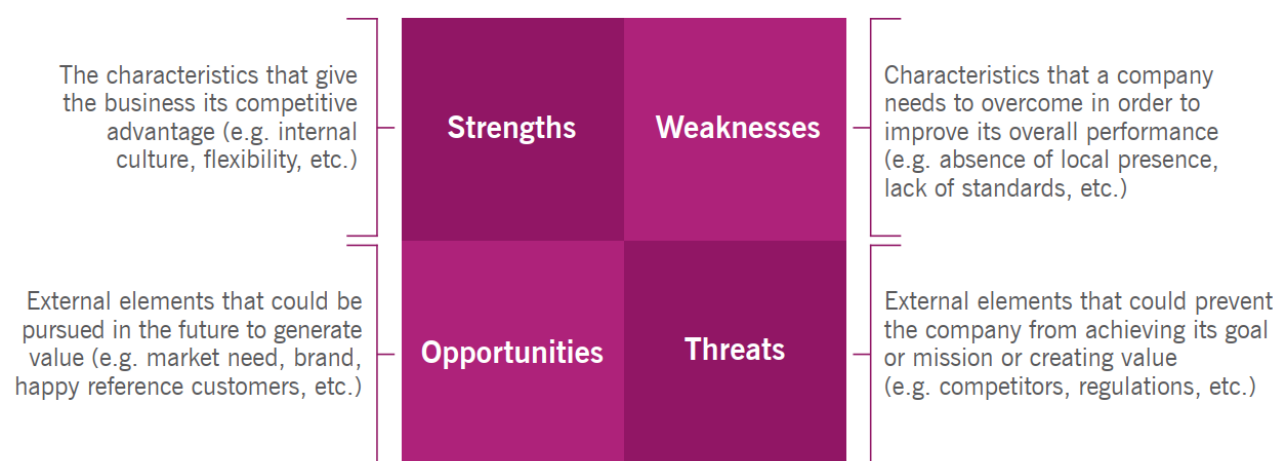 The characteristics that give
the business its competitive
advantage (e.g. internal
culture, flexibility, etc.)
Strengths
Weaknesses
Characteristics that a company
needs to overcome in order to
improve its overall performance
(e.g. absence of local presence,
lack of standards, etc.)
External elements that could be
pursued in the future to generate
value (e.g. market need, brand,
happy reference customers, etc.)
Opportunities
Threats
External elements that could prevent
the company from achieving its goal
or mission or creating value
(e.g. competitors, regulations, etc.)